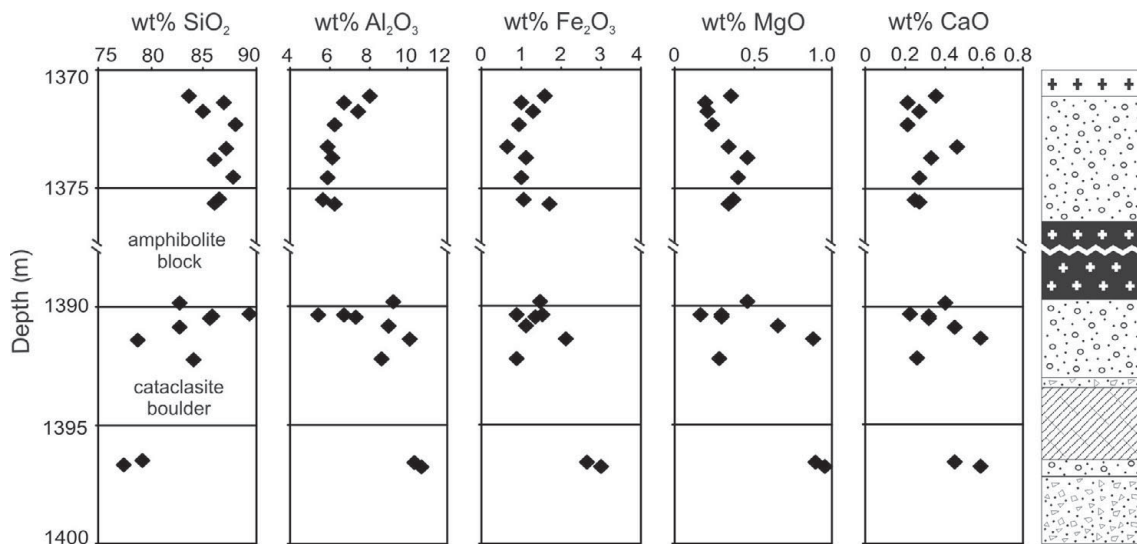 wt% SiO₂ wt% Al₂O₃ wt% Fe₂O₃ wt% MgO wt% CaO
75 80 85 90 4 6 8 10 12 0 1 2 3 4 0 0.5 1.0 0 0.2 0.4 0.6 0.8
1370
1375
amphibolite
block
1390
Depth (m)
cataclasite
boulder
1395
1400